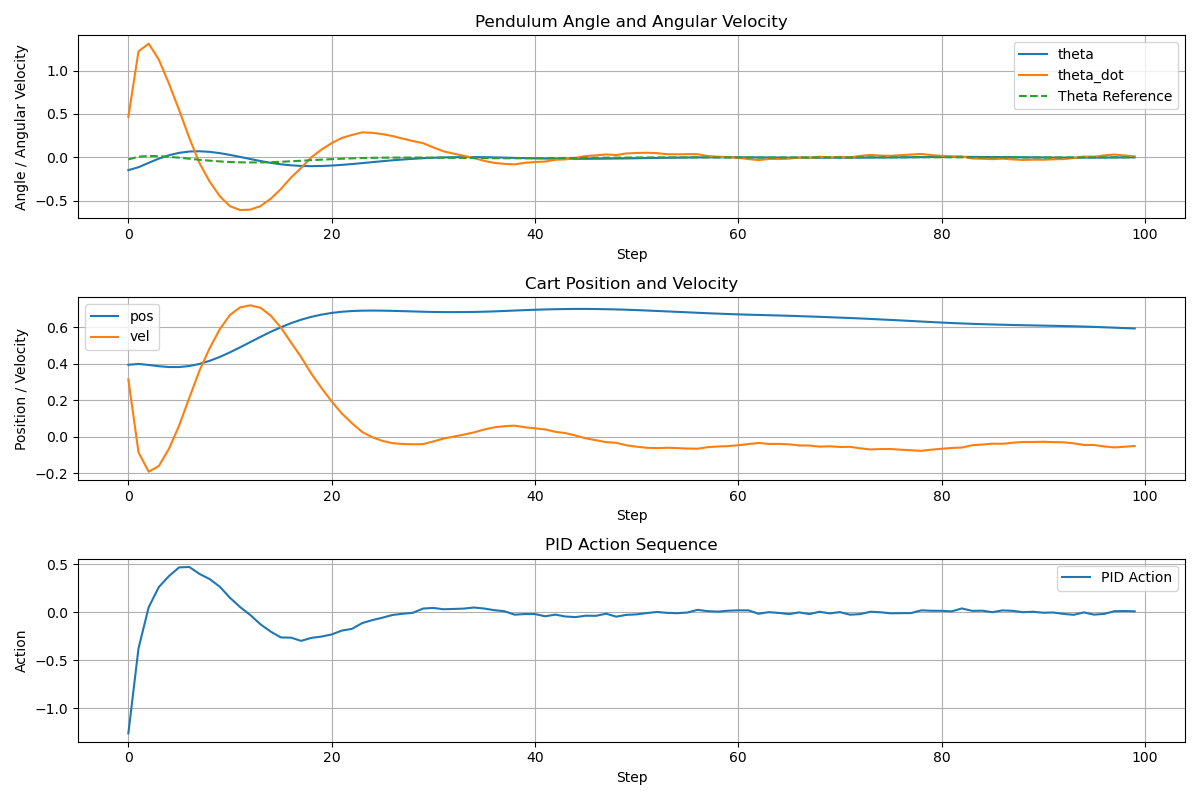 Pendulum Angle and Angular Velocity
Angle / Angular Velocity
1.0
0.5
0.0
−0.5
theta
theta_dot
Theta Reference
0 20 40 60 80 100
Step
Cart Position and Velocity
Position / Velocity
0.6
0.4
0.2
0.0
−0.2
pos
vel
0 20 40 60 80 100
Step
PID Action Sequence
Action
0.5
0.0
−0.5
−1.0
PID Action
0 20 40 60 80 100
Step